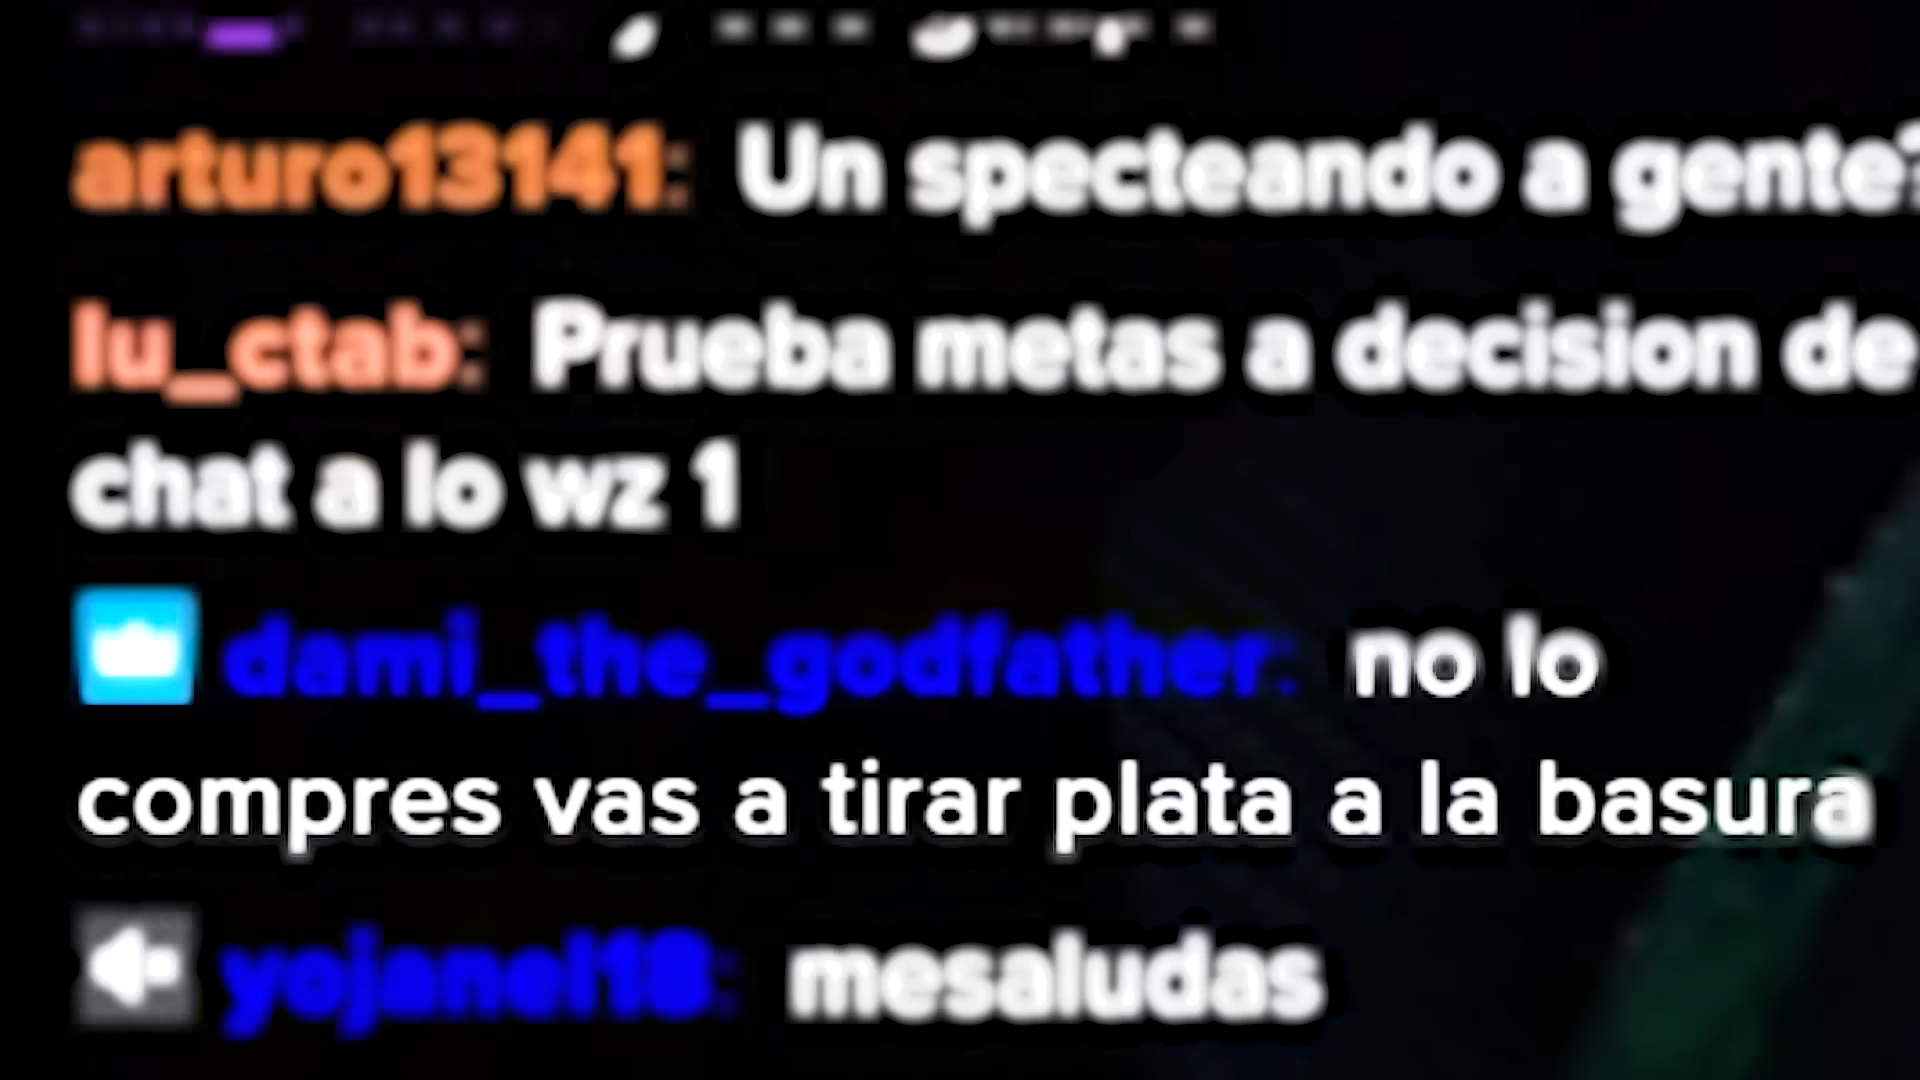 arturo13141: Un specteando a gente?
lu_ctab: Prueba metas a decision de
chat a lo wz 1
dami_the_godfather: no lo
compres vas a tirar plata a la basura
yojanel18: mesaludas